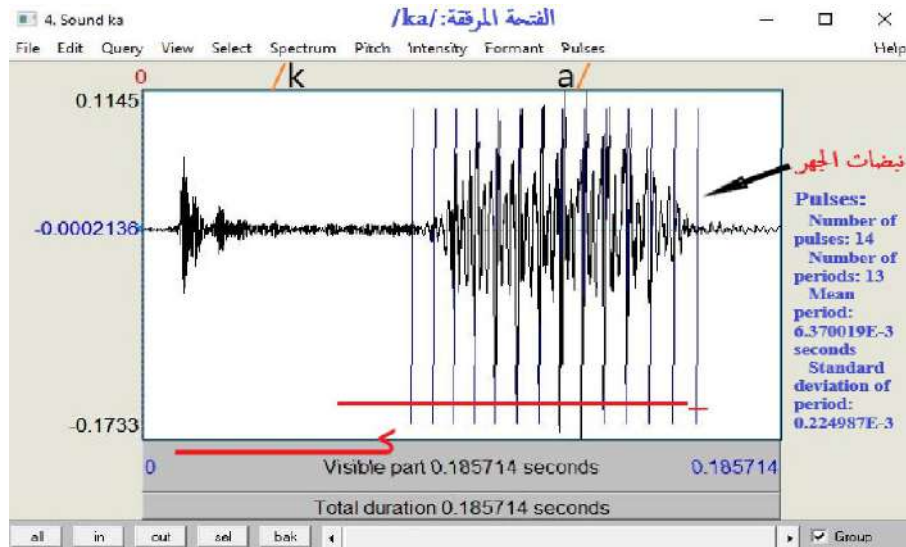 4. Sound ka
الفتحة المرققة: /ka/
File Edit Query View Select Spectrum Pitch Intensity Formant Pulses Help
0
/k a/
0.1145
نبضات الجهر
-0.0002136
Pulses:
Number of
pulses: 14
Number of
periods: 13
Mean
period:
6.370019E-3
seconds
Standard
deviation of
period:
0.224987E-3
-0.1733
0 Visible part 0.185714 seconds 0.185714
Total duration 0.185714 seconds
all in out sel bak Group